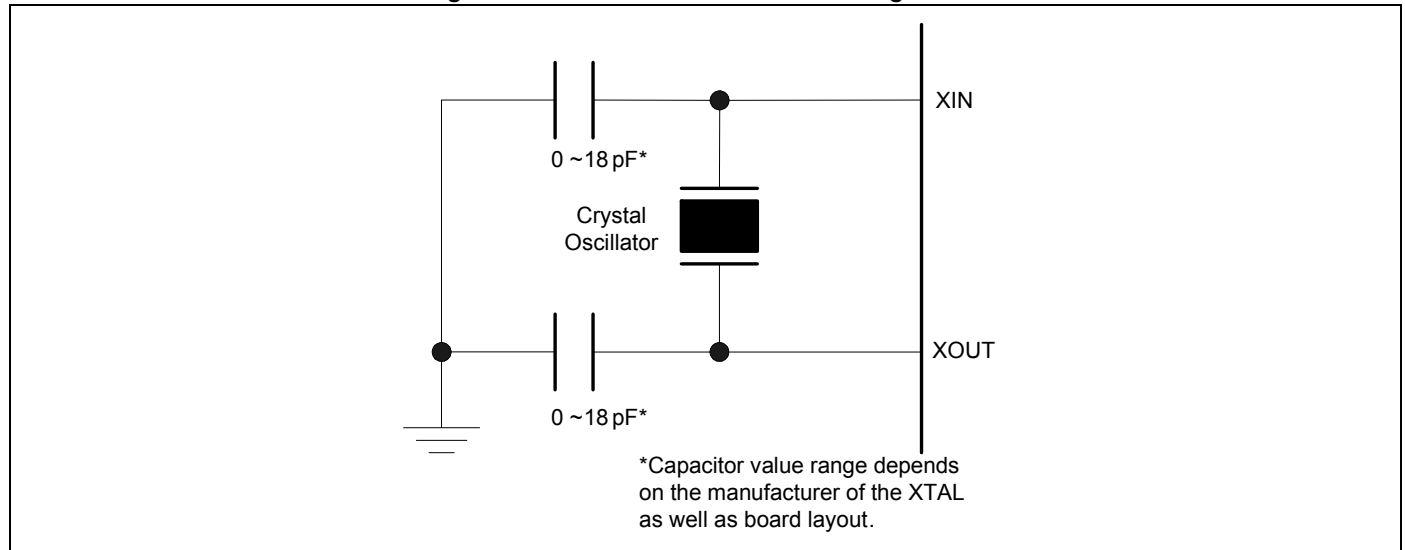 XIN
0 ~18 pF*
Crystal
Oscillator
XOUT
0 ~18 pF*
*Capacitor value range depends
on the manufacturer of the XTAL
as well as board layout.